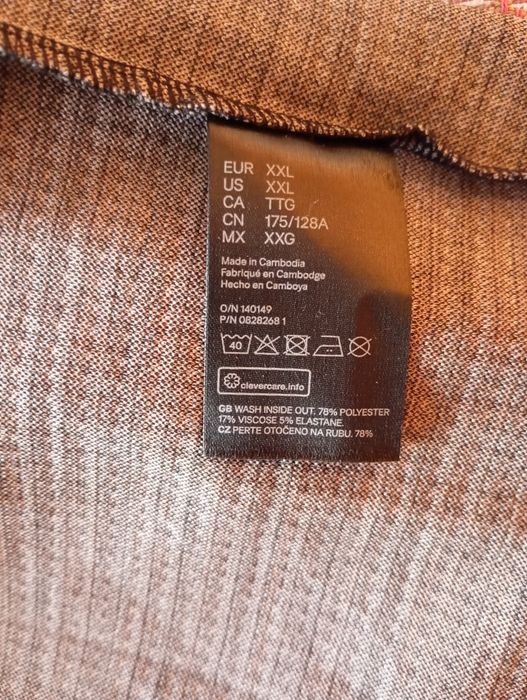 EUR XXL
US XXL
CA TTG
CN 175/128A
MX XXG
Made in Cambodia
Fabriqué en Cambodge
Hecho en Camboya
O/N 140149
P/N 0828268 1
40
clevercare.info
GB WASH INSIDE OUT. 78% POLYESTER
17% VISCOSE 5% ELASTANE.
CZ PERTE OTOČENO NA RUBU. 78%